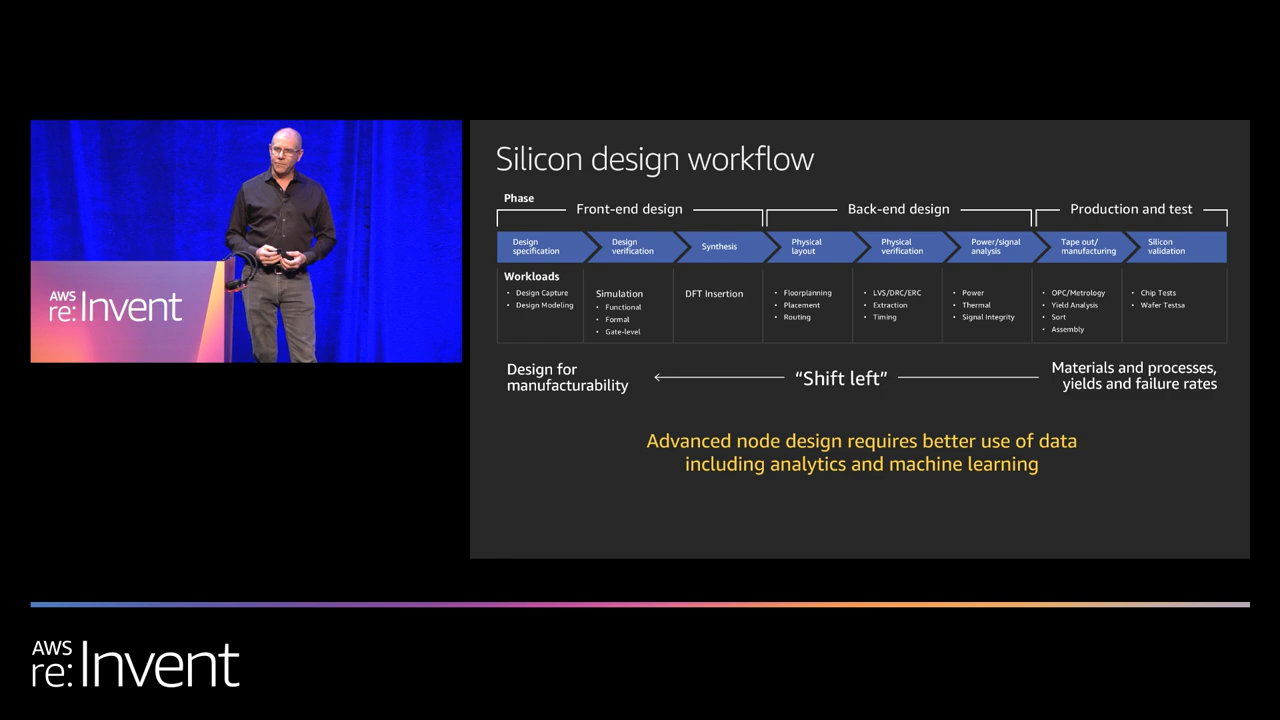 AWS
re:Invent
Silicon design workflow
Phase
Front-end design
Back-end design
Production and test
Design
specification
Design
verification
Synthesis
Physical
layout
Physical
verification
Power/signal
analysis
Tape out/
manufacturing
Silicon
validation
Workloads
• Design Capture
• Design Modeling
Simulation
• Functional
• Formal
• Gate-level
DFT Insertion
• Floorplanning
• Placement
• Routing
• LVS/DRC/ERC
• Extraction
• Timing
• Power
• Thermal
• Signal Integrity
• OPC/Metrology
• Yield Analysis
• Sort
• Assembly
• Chip Tests
• Wafer Testsa
Design for
manufacturability
“Shift left”
Materials and processes,
yields and failure rates
Advanced node design requires better use of data
including analytics and machine learning
AWS
re:Invent